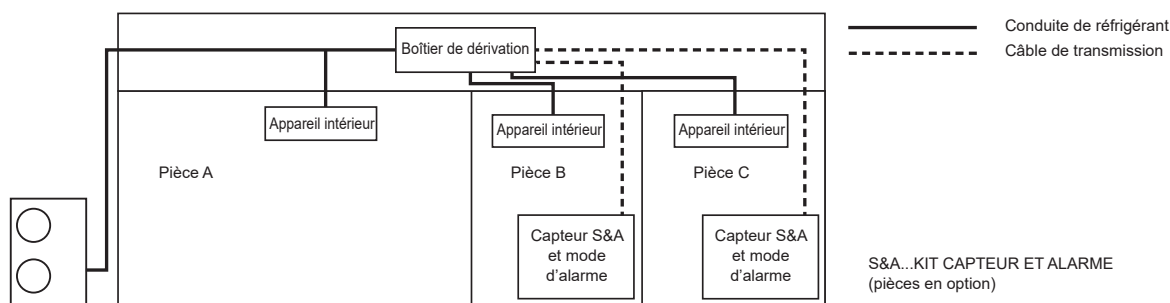 Conduite de réfrigérant
Câble de transmission
Boîtier de dérivation
Appareil intérieur
Appareil intérieur
Appareil intérieur
Pièce A
Pièce B
Pièce C
Capteur S&A
et mode
d'alarme
Capteur S&A
et mode
d'alarme
S&A...KIT CAPTEUR ET ALARME
(pièces en option)